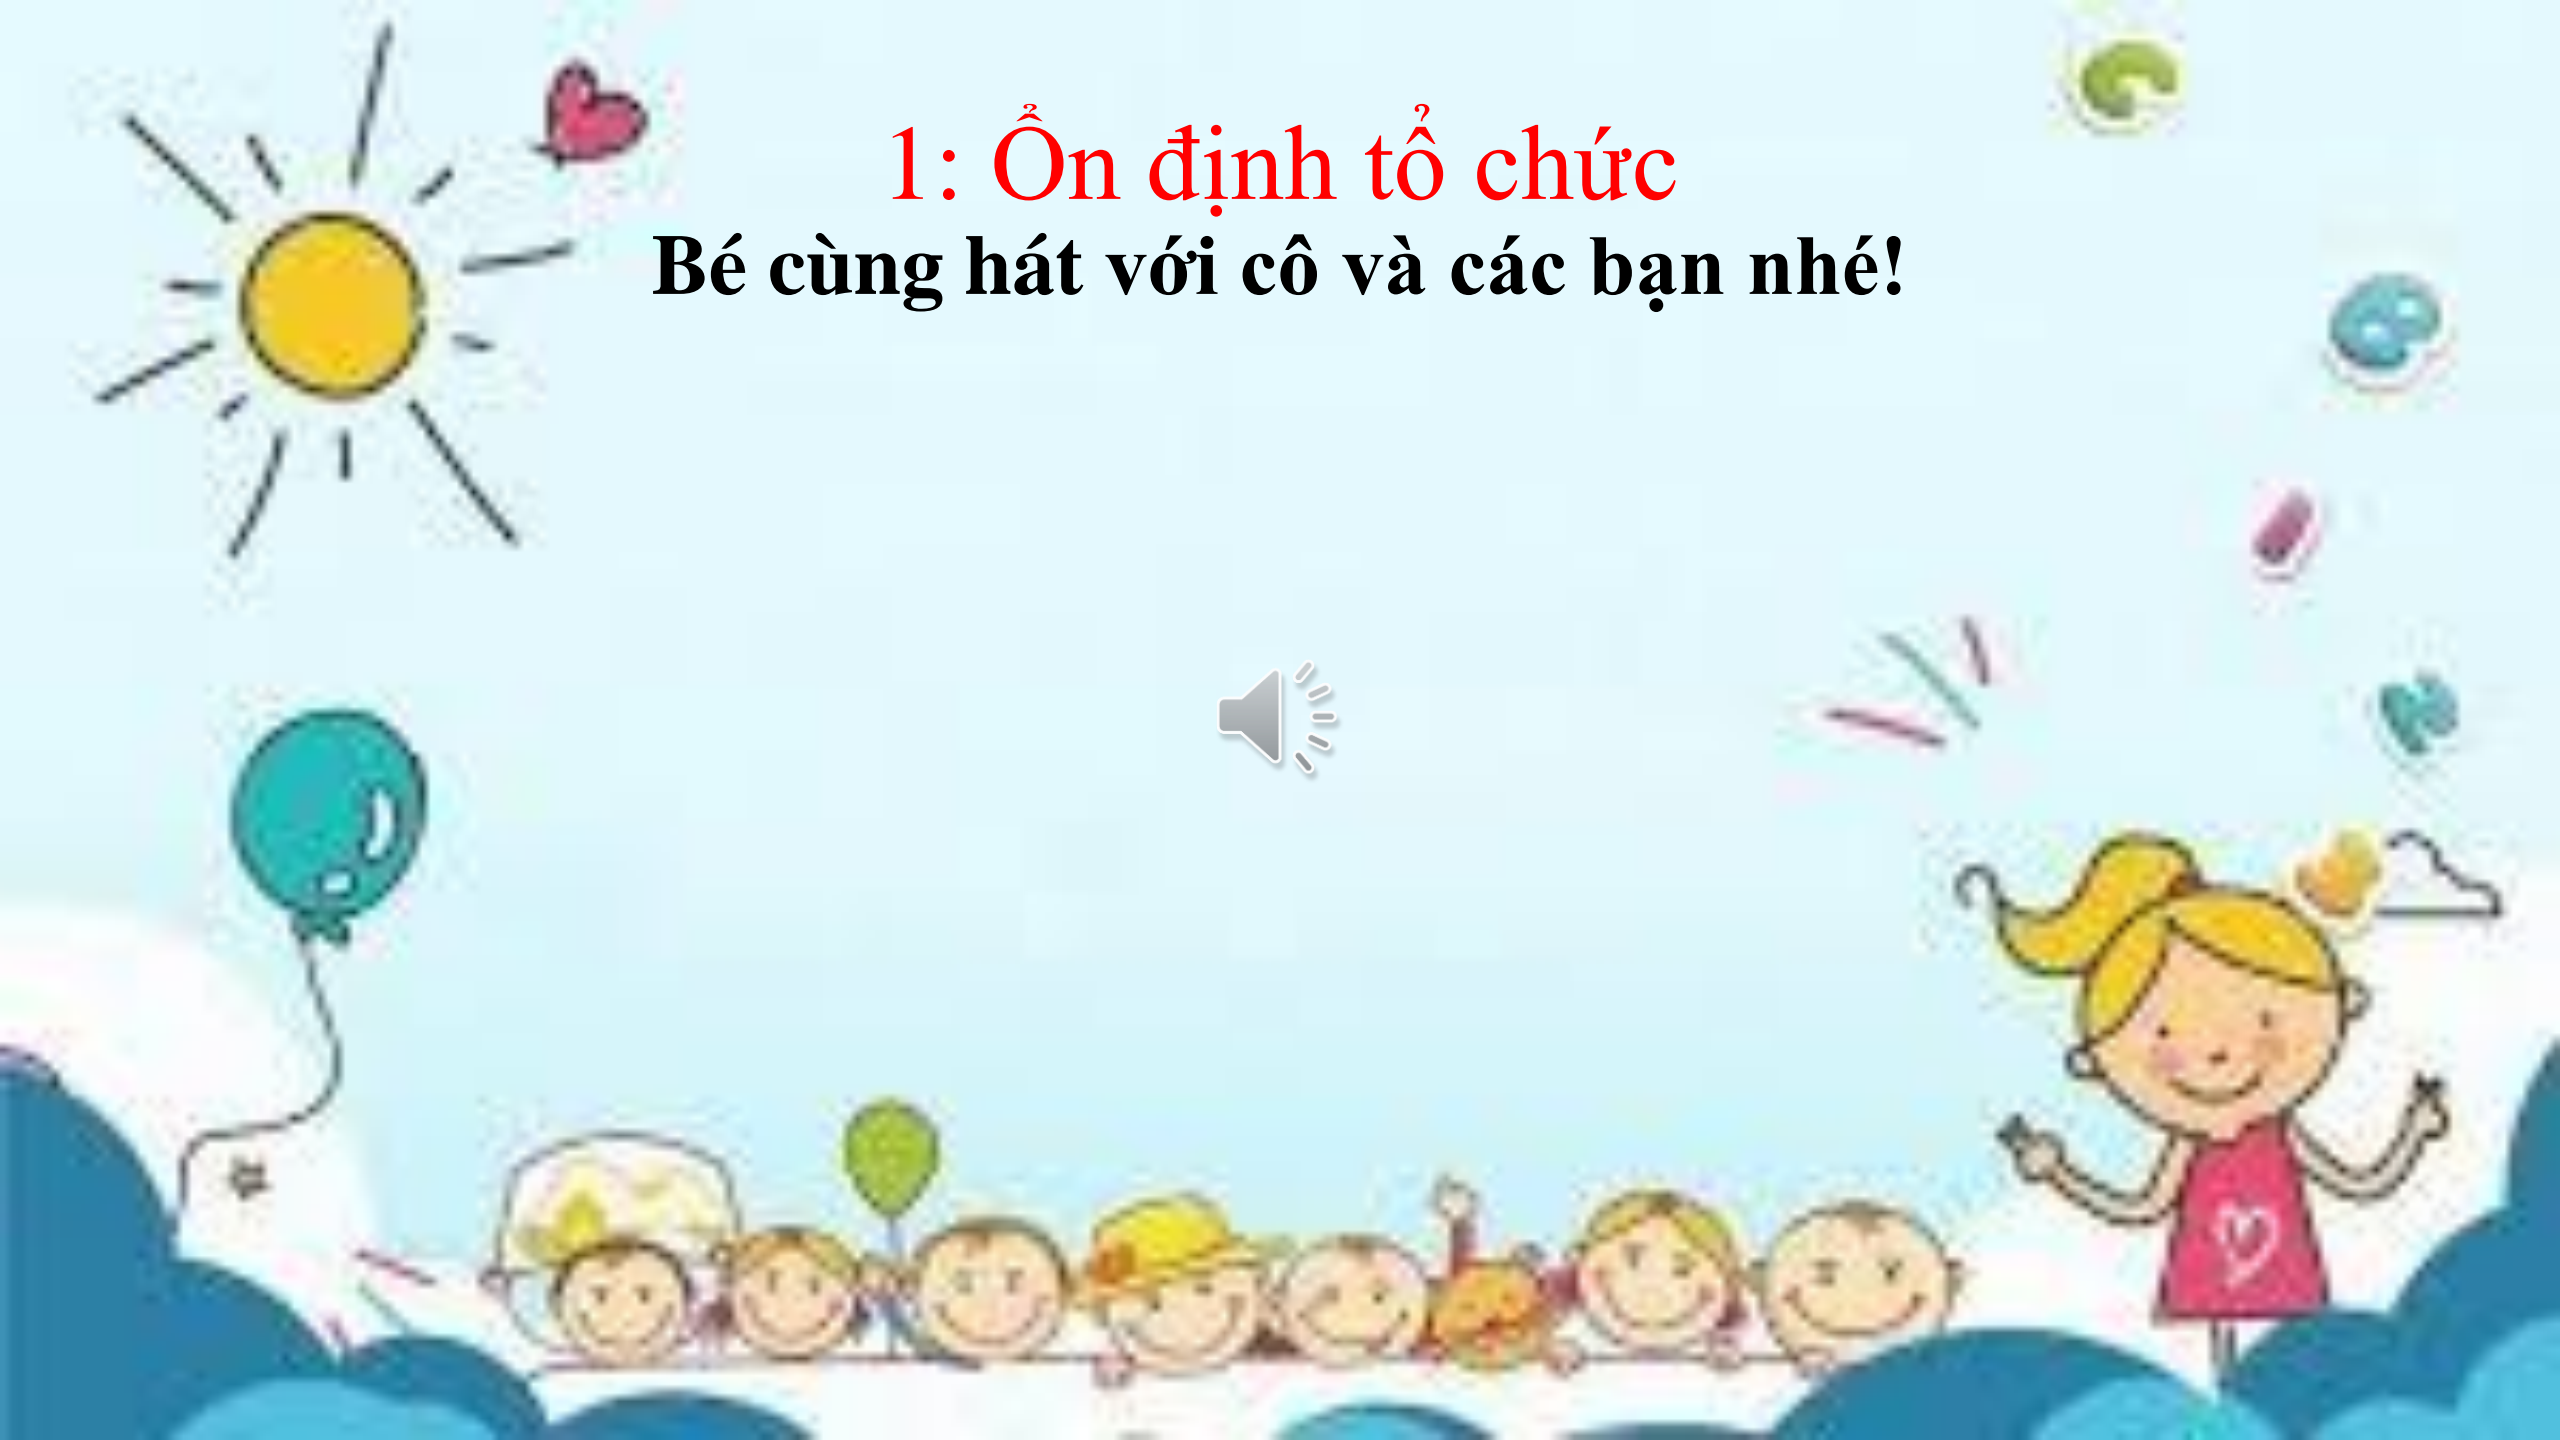 1: Ổn định tổ chức
Bé cùng hát với cô và các bạn nhé!